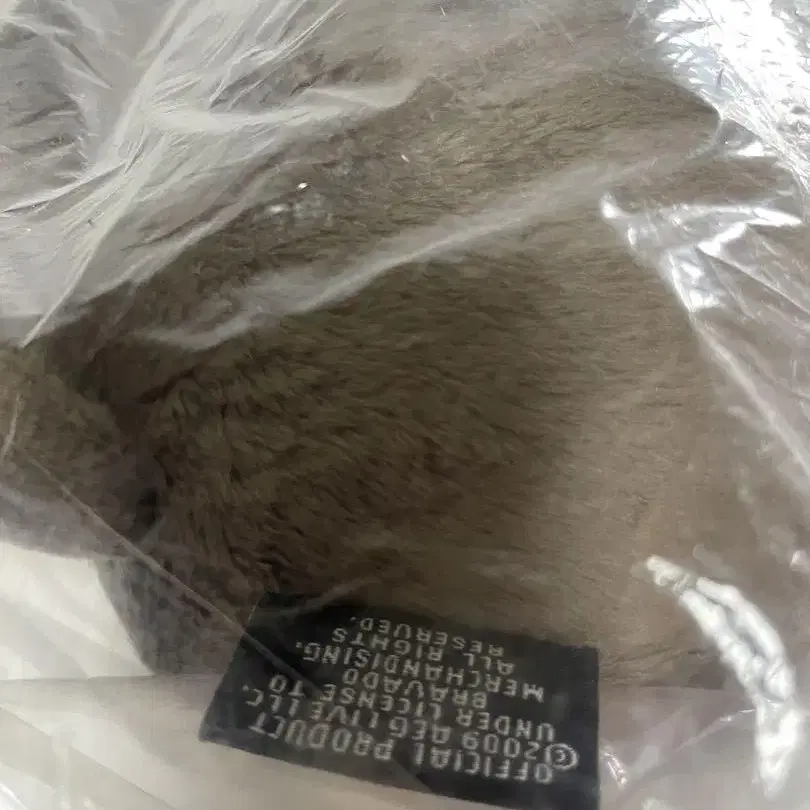 OFFICIAL PRODUCT
©2009 AEG LIVE LLC.
UNDER LICENSE TO
BRAVADO
MERCHANDISING.
ALL RIGHTS
RESERVED.